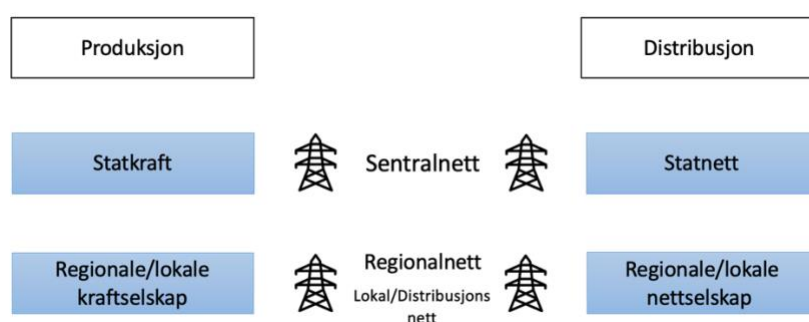 Produksjon
Distribusjon
Statkraft
Sentralnett
Statnett
Regionale/lokale
kraftselskap
Regionalnett
Lokal/Distribusjons
nett
Regionale/lokale
nettselskap